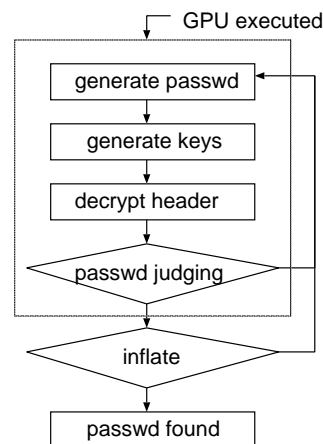 GPU executed
generate passwd
generate keys
decrypt header
passwd judging
inflate
passwd found